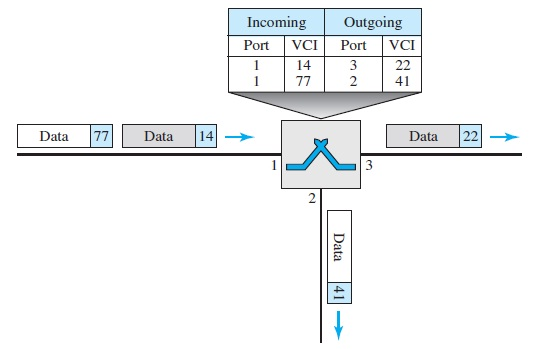 Incoming Outgoing
Port VCI Port VCI
1 14 3 22
1 77 2 41
Data 77 Data 14 Data 22
1 3
2
Data 41